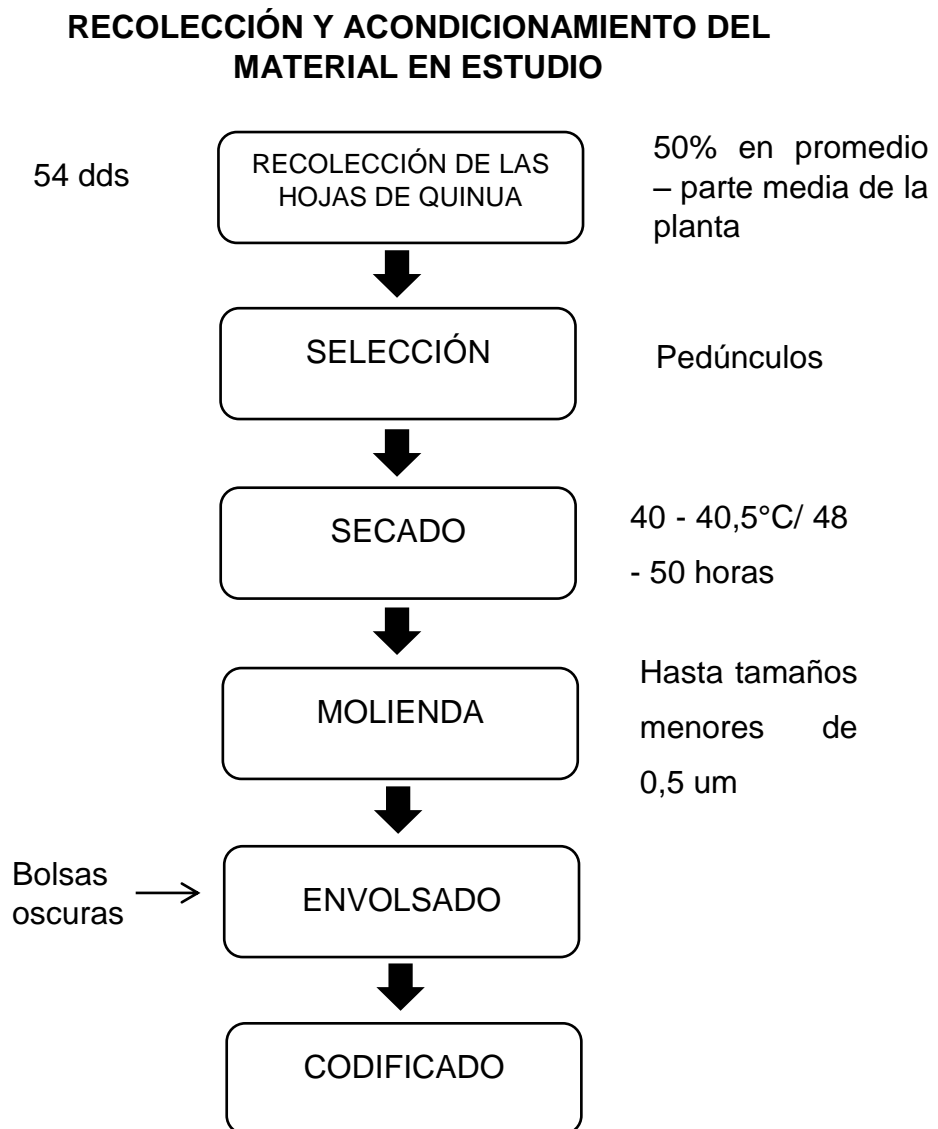 RECOLECCIÓN Y ACONDICIONAMIENTO DEL
MATERIAL EN ESTUDIO
54 dds
RECOLECCIÓN DE LAS
HOJAS DE QUINUA
50% en promedio
– parte media de la
planta
SELECCIÓN
Pedúnculos
SECADO
40 - 40,5°C/ 48
- 50 horas
MOLIENDA
Hasta tamaños
menores de
0,5 um
Bolsas
oscuras
ENVOLSADO
CODIFICADO